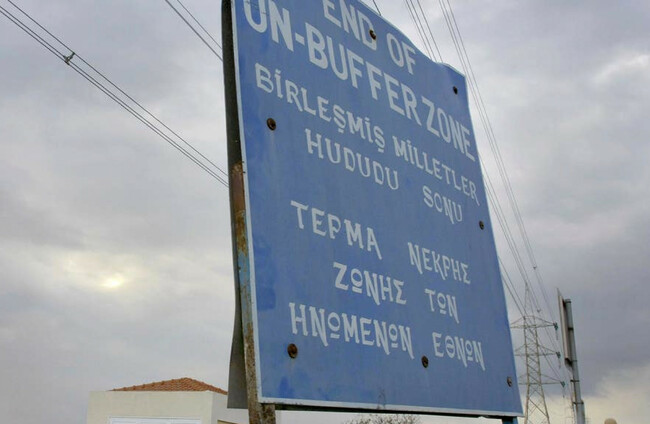 END OF
UN-BUFFER ZONE
BİRLEŞMİŞ MİLLETLER
HUDUDU SONU
ΤΕΡΜΑ ΝΕΚΡΗΣ
ΖΩΝΗΣ ΤΩΝ
ΗΝΩΜΕΝΩΝ ΕΘΝΩΝ